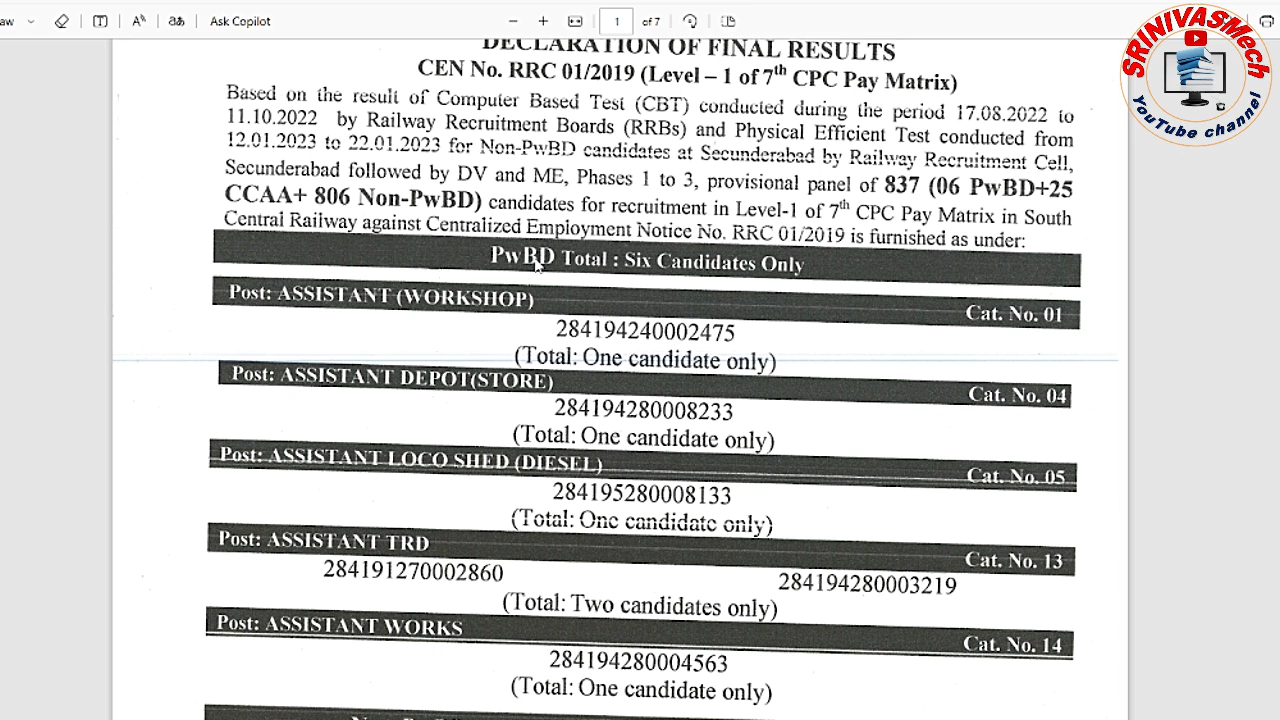 aw
Ask Copilot
1 of 7
SRINIVASMech
YouTube channel
DECLARATION OF FINAL RESULTS
CEN No. RRC 01/2019 (Level – 1 of 7th CPC Pay Matrix)
Based on the result of Computer Based Test (CBT) conducted during the period 17.08.2022 to
11.10.2022 by Railway Recruitment Boards (RRBs) and Physical Efficient Test conducted from
12.01.2023 to 22.01.2023 for Non-PwBD candidates at Secunderabad by Railway Recruitment Cell,
Secunderabad followed by DV and ME, Phases 1 to 3, provisional panel of 837 (06 PwBD+25
CCAA+ 806 Non-PwBD) candidates for recruitment in Level-1 of 7th CPC Pay Matrix in South
Central Railway against Centralized Employment Notice No. RRC 01/2019 is furnished as under:
PwBD Total : Six Candidates Only
Post: ASSISTANT (WORKSHOP) Cat. No. 01
284194240002475
(Total: One candidate only)
Post: ASSISTANT DEPOT(STORE) Cat. No. 04
284194280008233
(Total: One candidate only)
Post: ASSISTANT LOCO SHED (DIESEL) Cat. No. 05
284195280008133
(Total: One candidate only)
Post: ASSISTANT TRD Cat. No. 13
284191270002860 284194280003219
(Total: Two candidates only)
Post: ASSISTANT WORKS Cat. No. 14
284194280004563
(Total: One candidate only)